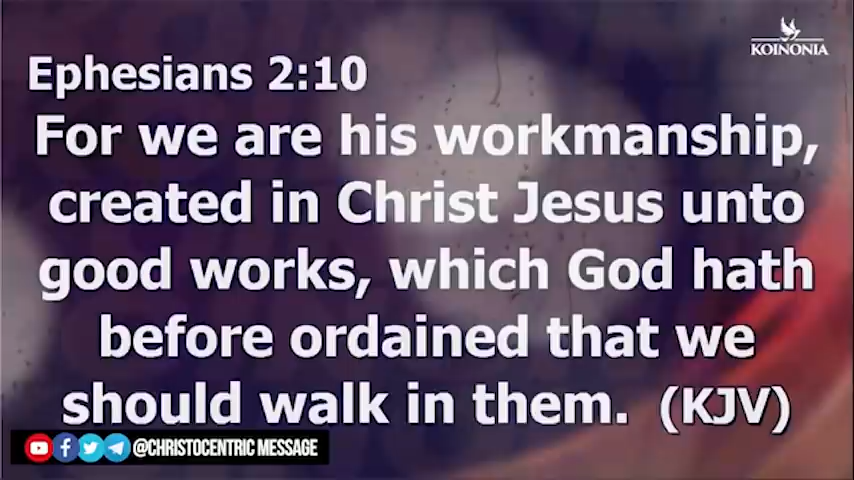 KOINONIA
Ephesians 2:10
For we are his workmanship,
created in Christ Jesus unto
good works, which God hath
before ordained that we
should walk in them. (KJV)
@CHRISTOCENTRIC MESSAGE